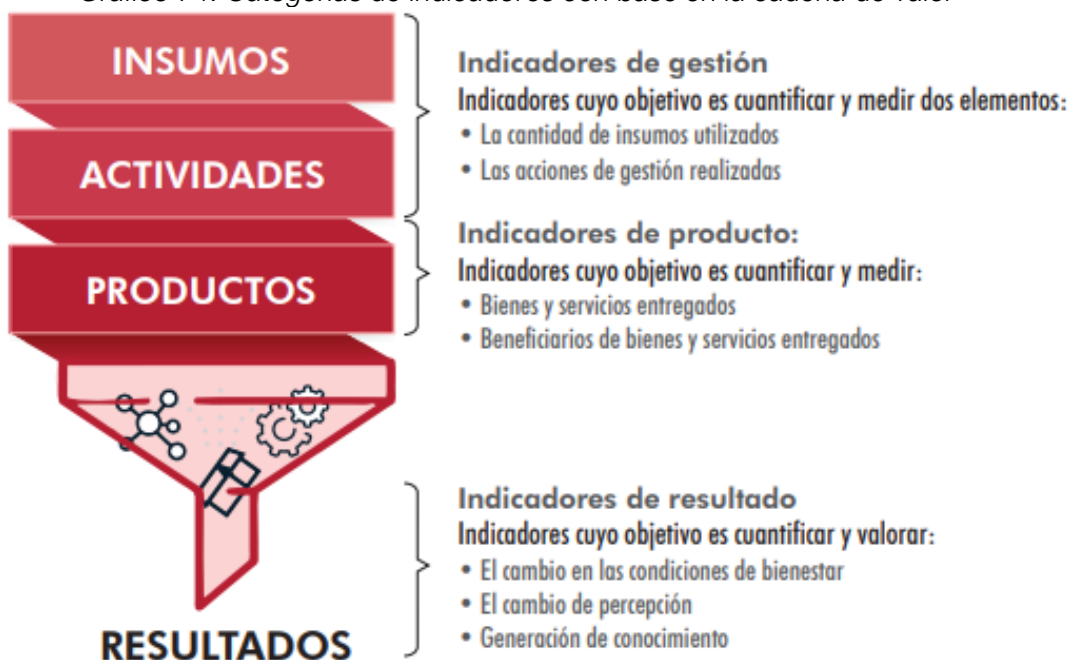 INSUMOS
ACTIVIDADES
PRODUCTOS
RESULTADOS
Indicadores de gestión
Indicadores cuyo objetivo es cuantificar y medir dos elementos:
• La cantidad de insumos utilizados
• Las acciones de gestión realizadas
Indicadores de producto:
Indicadores cuyo objetivo es cuantificar y medir:
• Bienes y servicios entregados
• Beneficiarios de bienes y servicios entregados
Indicadores de resultado
Indicadores cuyo objetivo es cuantificar y valorar:
• El cambio en las condiciones de bienestar
• El cambio de percepción
• Generación de conocimiento